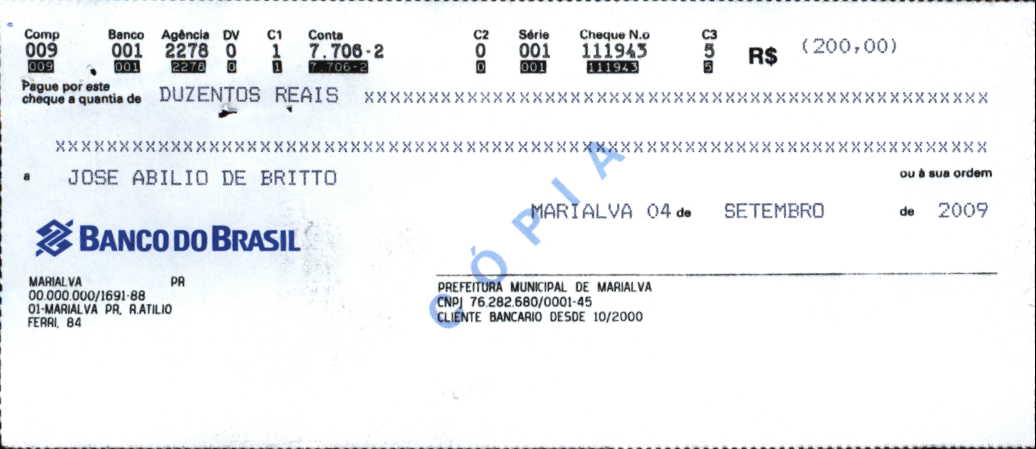 Comp Banco Agência DV C1 Conta C2 Série Cheque N.o C3
009 001 2278 0 1 7.706-2 0 001 111943 5 R$ (200,00)
009 001 2278 0 1 7.706-2 0 001 111943 5
Pague por este
cheque a quantia de DUZENTOS REAIS XXXXXXXXXXXXXXXXXXXXXXXXXXXXXXXXXXXXXXXXXXXXXXXXXXXXXXXXXX
XXXXXXXXXXXXXXXXXXXXXXXXXXXXXXXXXXXXXXXXXXXXXXXXXXXXXXXXXXXXXXXXXXXXXXXXXXXXXXXXXXXXXXX
a JOSE ABILIO DE BRITTO ou à sua ordem
MARIALVA 04 de SETEMBRO de 2009
CÓPIA
BANCO DO BRASIL
MARIALVA PR
00.000.000/1691-88
01-MARIALVA PR, R.ATILIO
FERRI, 84
PREFEITURA MUNICIPAL DE MARIALVA
CNPJ 76.282.680/0001-45
CLIENTE BANCARIO DESDE 10/2000